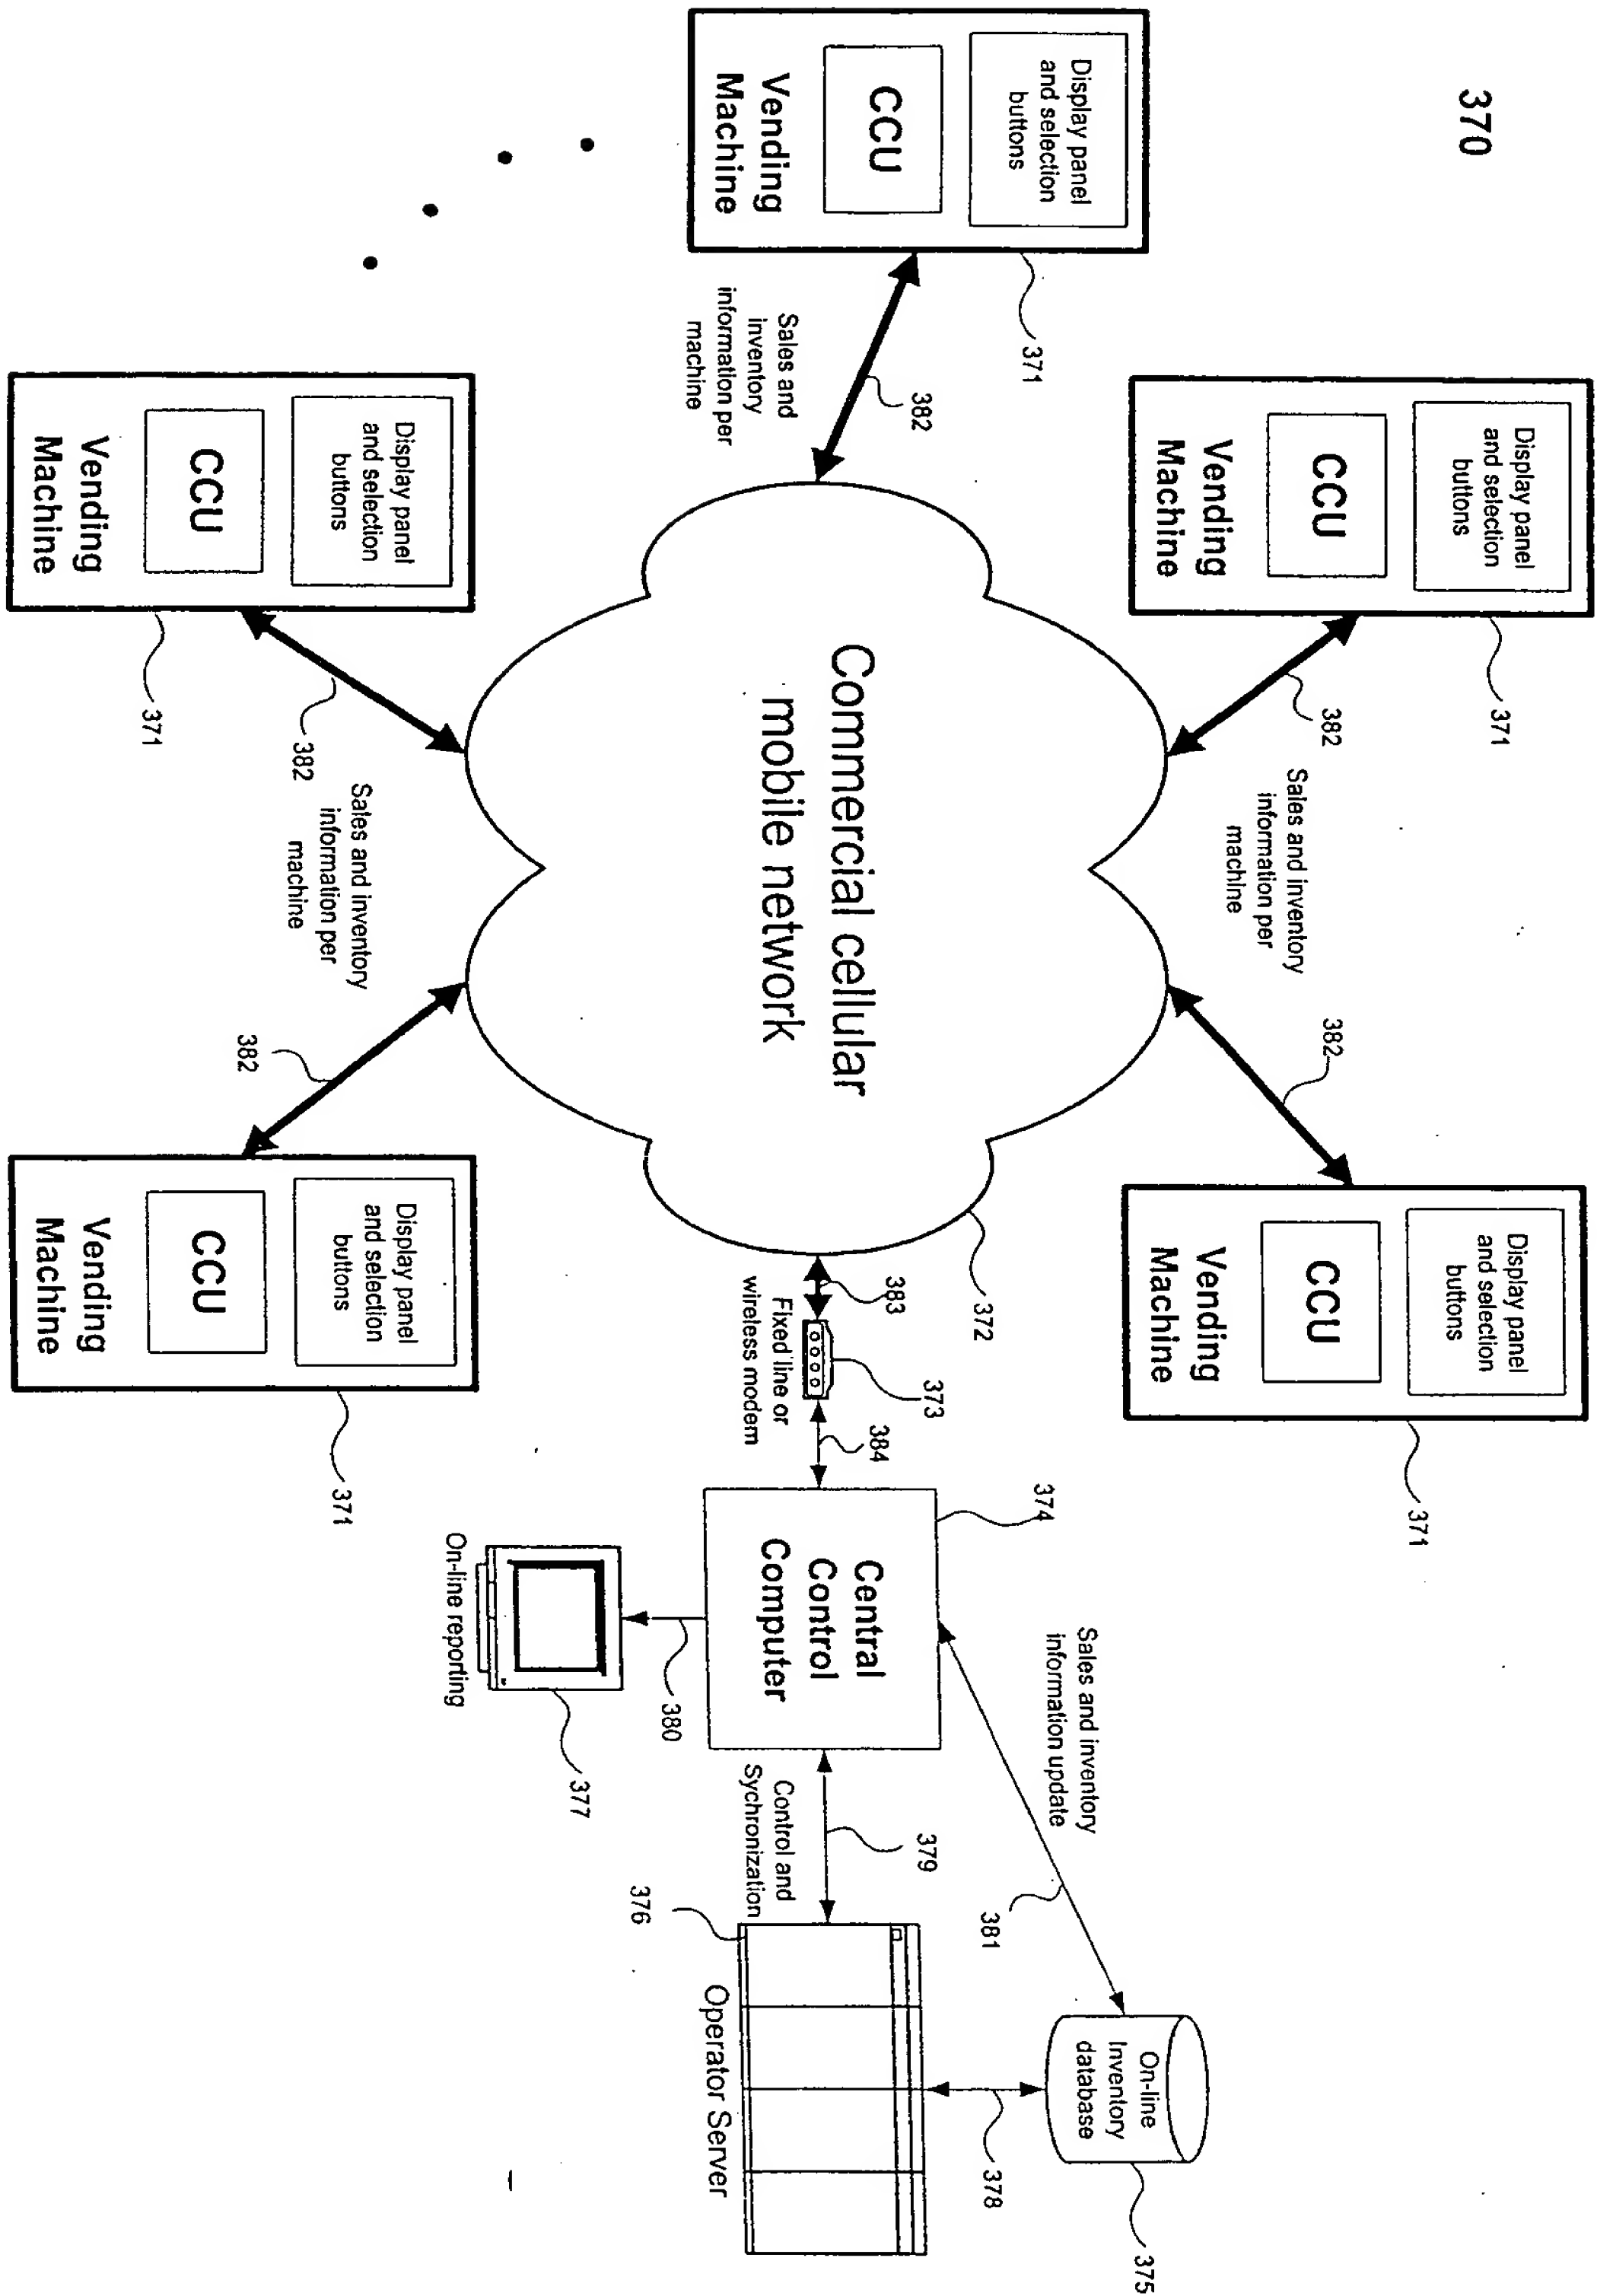 370
Display panel
and selection
buttons
CCU
Vending
Machine
371
382
Sales and inventory
information per
machine
382
Display panel
and selection
buttons
CCU
Vending
Machine
371
Display panel
and selection
buttons
CCU
Vending
Machine
371
382
Sales and
inventory
information per
machine
Commercial cellular
mobile network
372
383
Fixed line or
wireless modem
373
384
374
Central
Control
Computer
Sales and inventory
information update
381
On-line
Inventory
database
375
378
379
Control and
Sychronization
376
Operator Server
380
377
On-line reporting
Display panel
and selection
buttons
CCU
Vending
Machine
371
382
Sales and inventory
information per
machine
382
Display panel
and selection
buttons
CCU
Vending
Machine
371